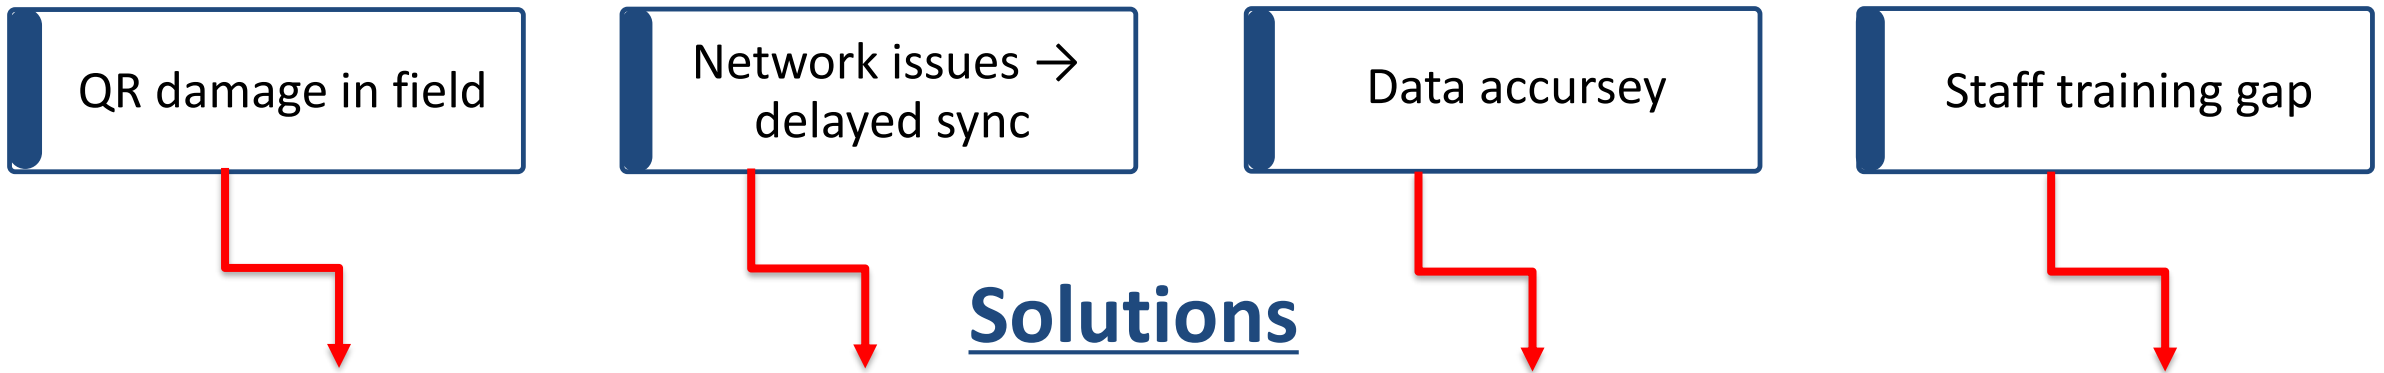 QR damage in field
Network issues →
delayed sync
Data accursey
Staff training gap
Solutions